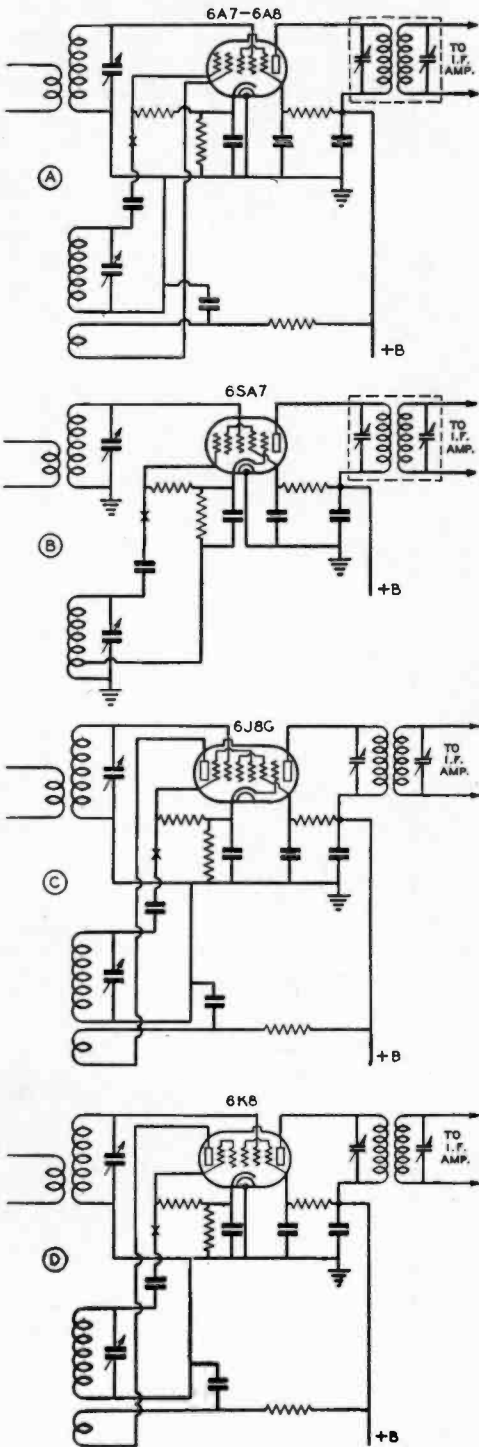 6A7-6A8
TO
I.F.
AMP.
A
+B
6SA7
TO
I.F.
AMP.
B
+B
6J8G
TO
I.F.
AMP.
C
+B
6K8
TO
I.F.
AMP.
D
+B